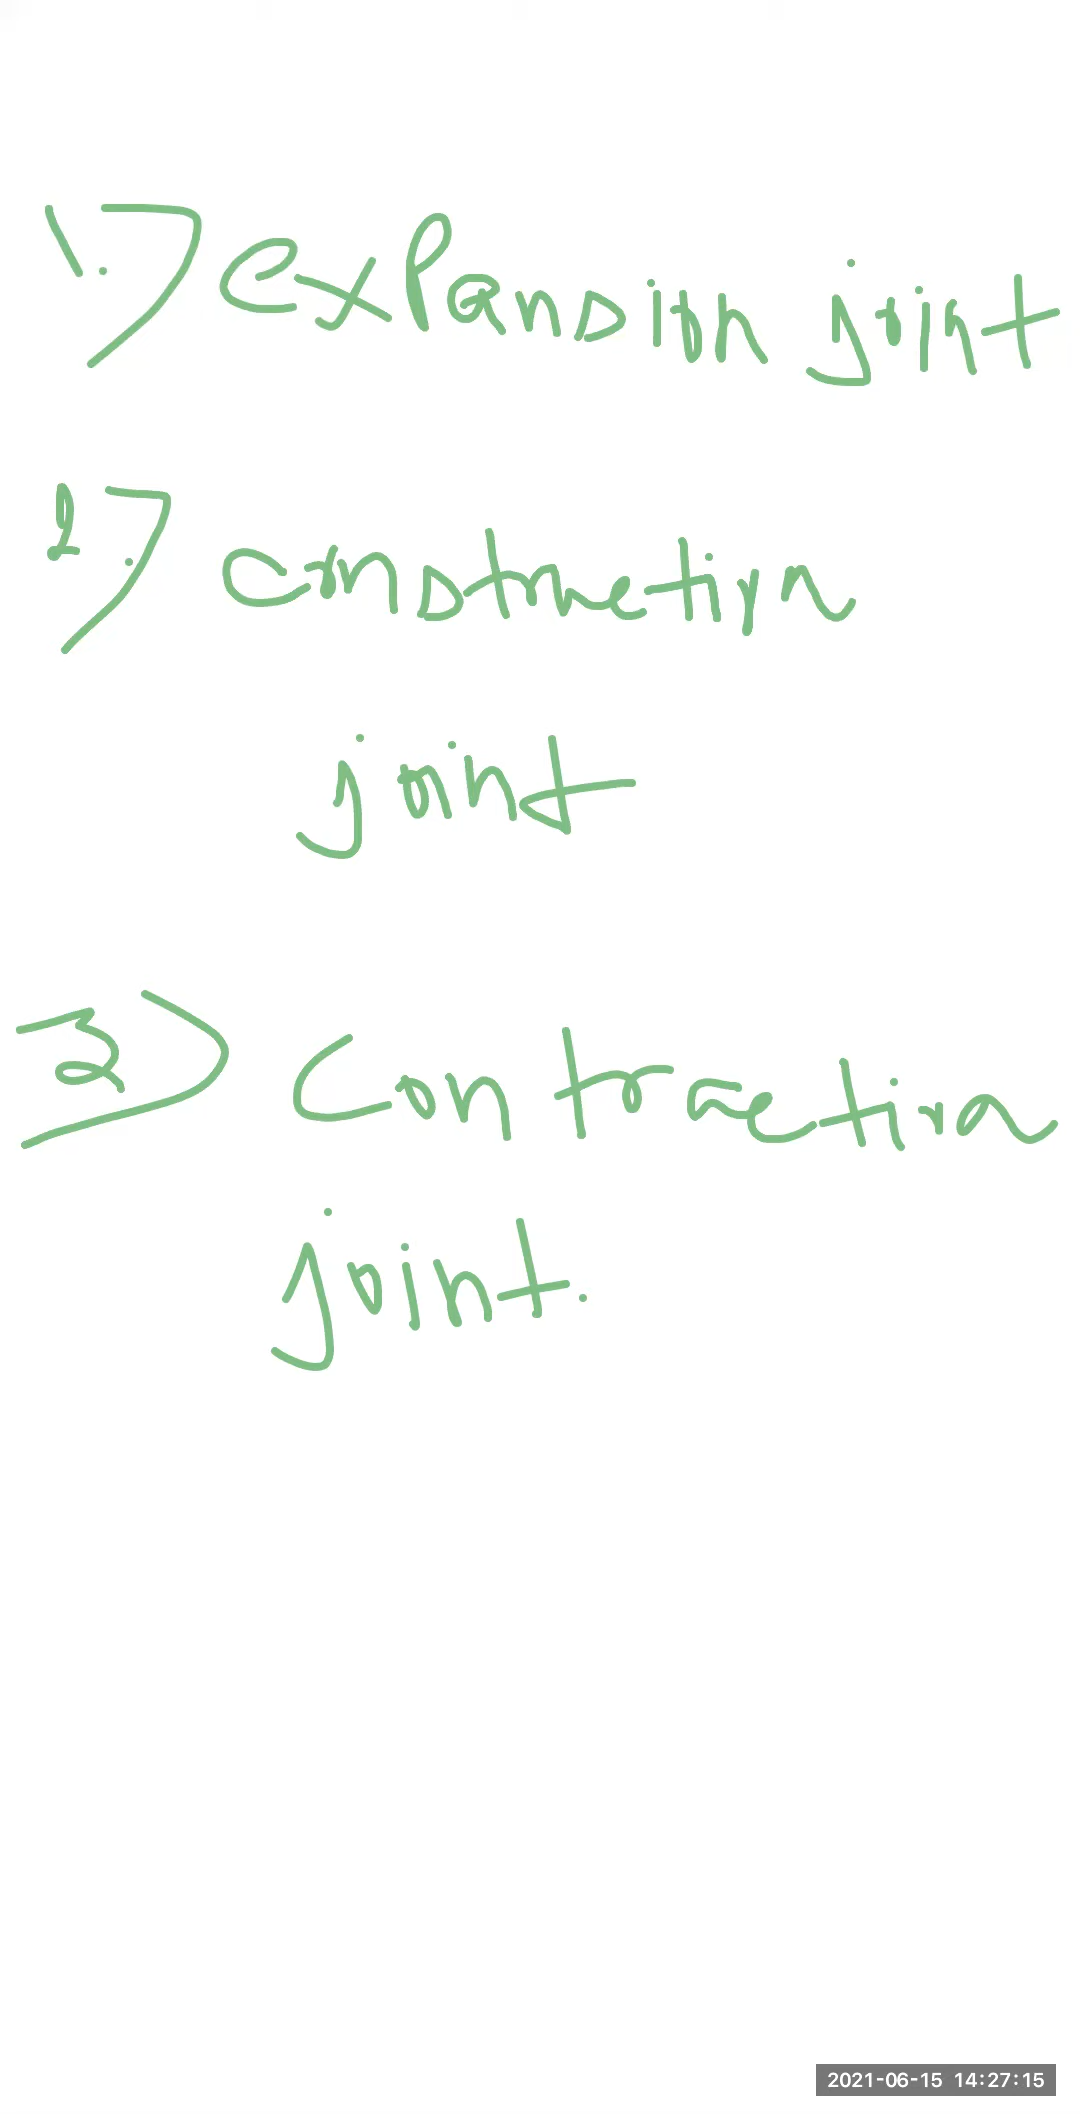 1.) expansion joint
2.) construction
joint
3) Contraction
joint.
2021-06-15 14:27:15